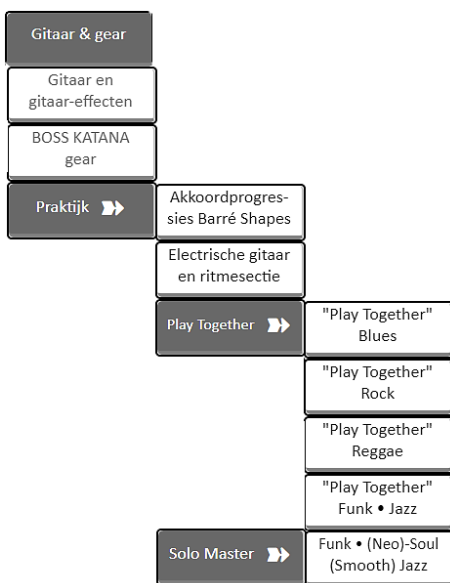 Gitaar & gear
Gitaar en
gitaar-effecten
BOSS KATANA
gear
Praktijk
Akkoordprogres-
sies Barré Shapes
Electrische gitaar
en ritmesectie
Play Together
"Play Together"
Blues
"Play Together"
Rock
"Play Together"
Reggae
"Play Together"
Funk • Jazz
Solo Master
Funk • (Neo)-Soul
(Smooth) Jazz